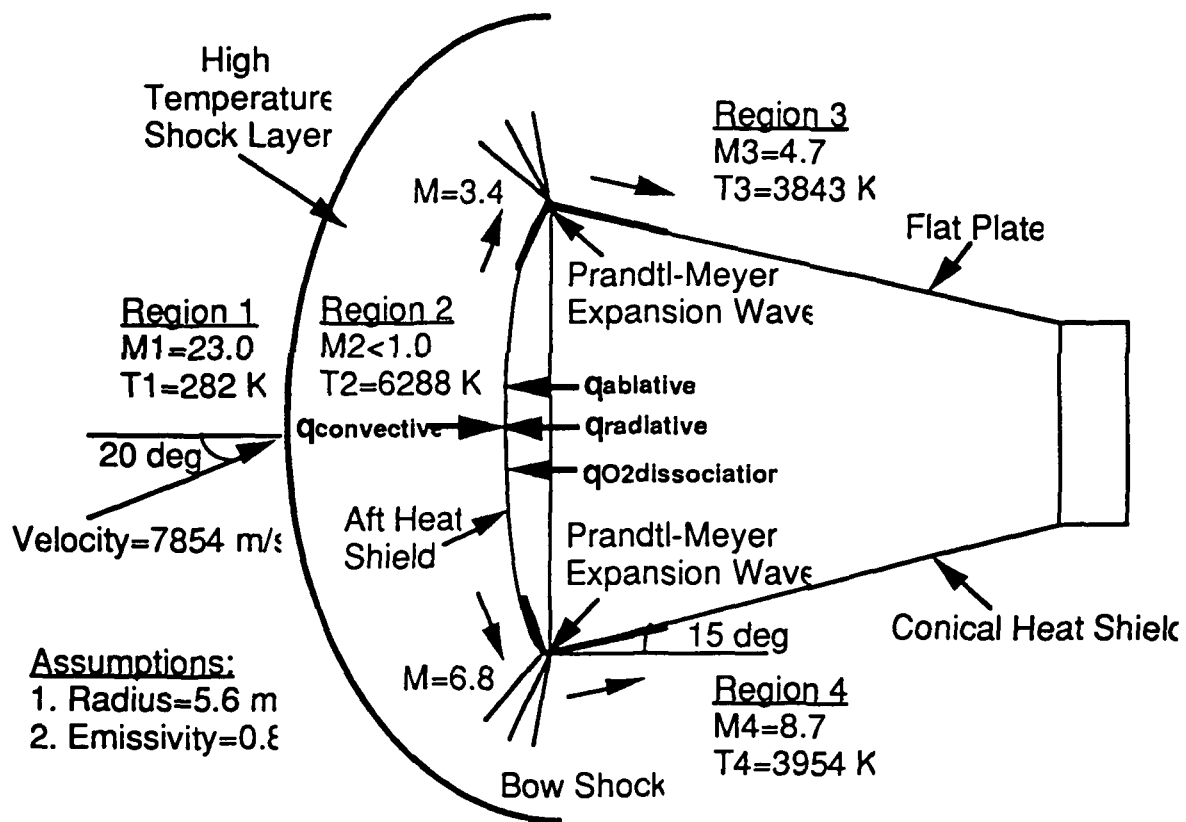 High
Temperature
Shock Layer
Region 3
M3=4.7
T3=3843 K
M=3.4
Flat Plate
Prandtl-Meyer
Expansion Wave
Region 1
M1=23.0
T1=282 K
Region 2
M2<1.0
T2=6288 K
qablative
qconvective
qradiative
qO2dissociation
20 deg
Velocity=7854 m/s
Aft Heat
Shield
Prandtl-Meyer
Expansion Wave
15 deg
Conical Heat Shield
M=6.8
Assumptions:
1. Radius=5.6 m
2. Emissivity=0.8
Region 4
M4=8.7
T4=3954 K
Bow Shock